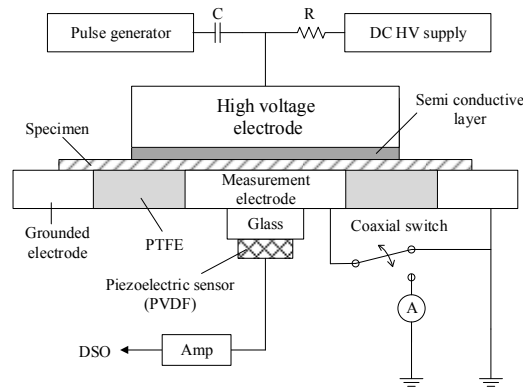 Pulse generator
C
R
DC HV supply
High voltage
electrode
Semi conductive
layer
Specimen
Measurement
electrode
Grounded
electrode
PTFE
Glass
Coaxial switch
Piezoelectric sensor
(PVDF)
A
DSO
Amp